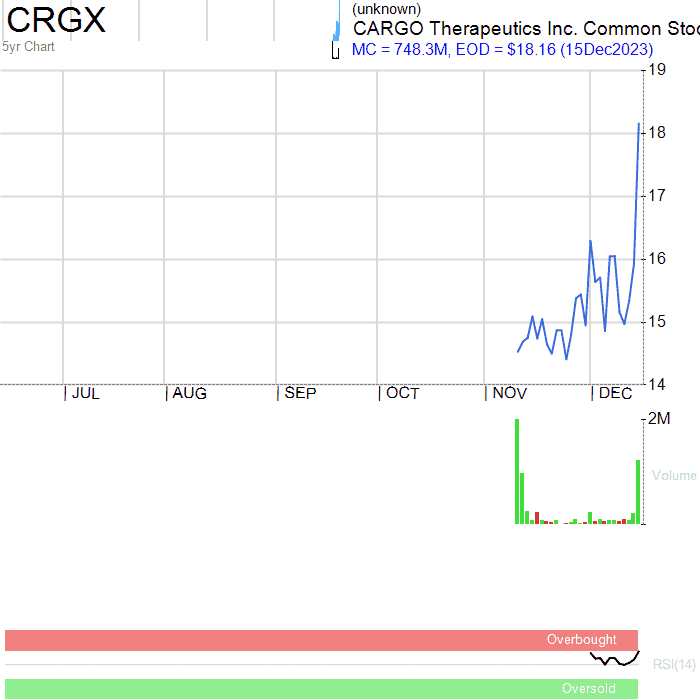 CRGX
5yr Chart
(unknown)
CARGO Therapeutics Inc. Common Stoc
MC = 748.3M, EOD = $18.16 (15Dec2023)
19
18
17
16
15
14
JUL AUG SEP OCT NOV DEC
2M
Volume
Overbought
RSI(14)
Oversold